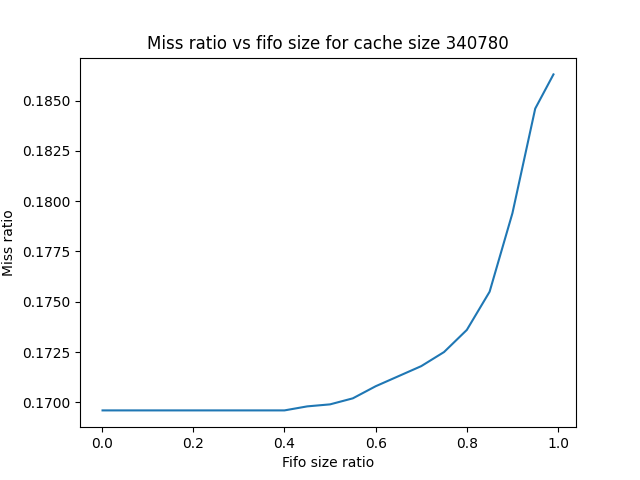 Miss ratio vs fifo size for cache size 340780
0.1850
0.1825
0.1800
0.1775
0.1750
0.1725
0.1700
Miss ratio
0.0 0.2 0.4 0.6 0.8 1.0
Fifo size ratio